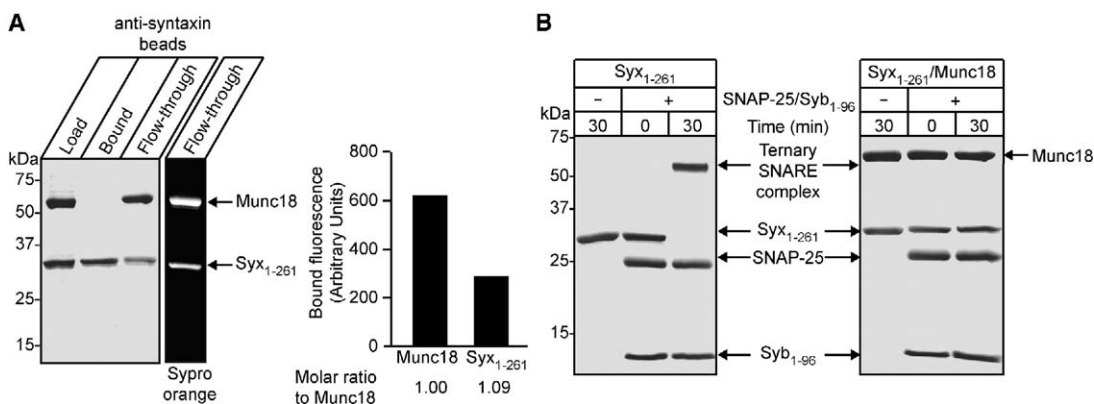 A
anti-syntaxin
beads
Load
Bound
Flow-through
Flow-through
kDa
75
50
37
25
15
Munc18
Syx1-261
Sypro
orange
Bound fluorescence
(Arbitrary Units)
800
600
400
200
0
Munc18 Syx1-261
Molar ratio
to Munc18 1.00 1.09
B
Syx1-261
Syx1-261/Munc18
− + SNAP-25/Syb1-96 − +
30 0 30 Time (min) 30 0 30
kDa
75
50
37
25
15
Ternary
SNARE
complex
Munc18
Syx1-261
SNAP-25
Syb1-96